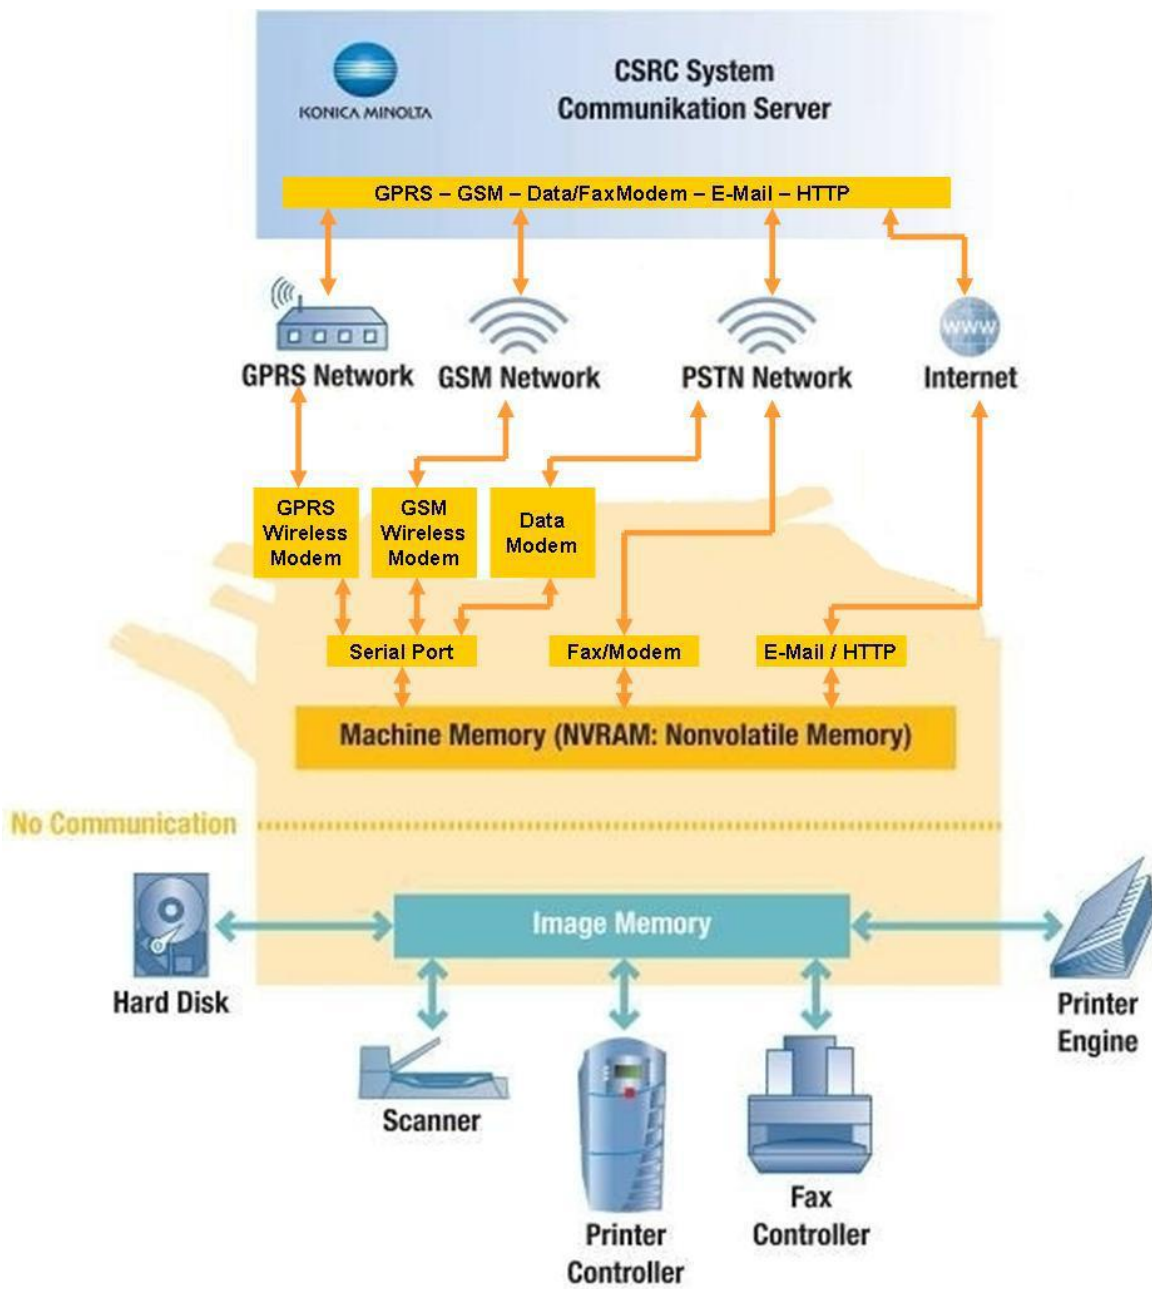 KONICA MINOLTA
CSRC System
Communikation Server
GPRS – GSM – Data/FaxModem – E-Mail – HTTP
GPRS Network
GSM Network
PSTN Network
www
Internet
GPRS
Wireless
Modem
GSM
Wireless
Modem
Data
Modem
Serial Port
Fax/Modem
E-Mail / HTTP
Machine Memory (NVRAM: Nonvolatile Memory)
No Communication
Image Memory
Hard Disk
Printer
Engine
Scanner
Printer
Controller
Fax
Controller